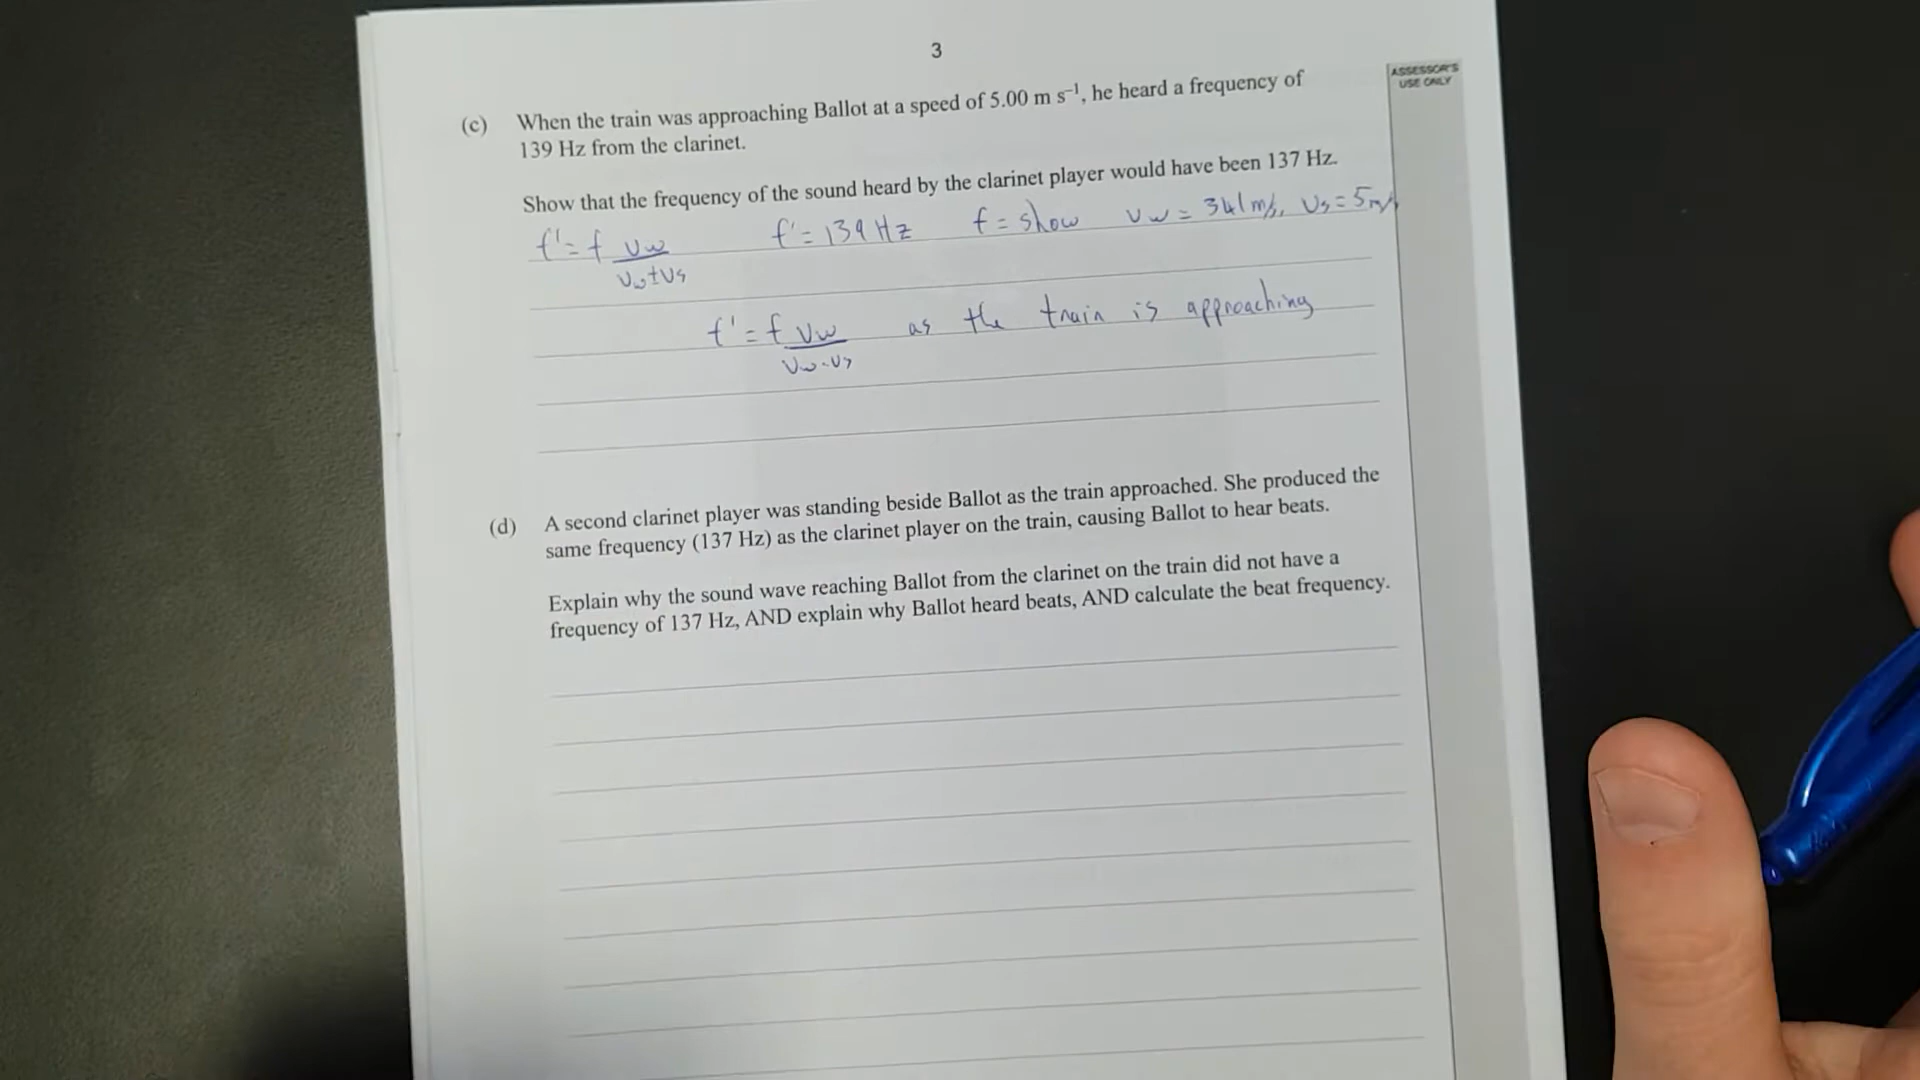 3
ASSESSOR'S
USE ONLY
(c) When the train was approaching Ballot at a speed of 5.00 m s⁻¹, he heard a frequency of
139 Hz from the clarinet.
Show that the frequency of the sound heard by the clarinet player would have been 137 Hz.
f' = f vw / vw ± vs f' = 139 Hz f = show vw = 341 m/s, vs = 5 m/s
f' = f vw / vw - vs as the train is approaching
(d) A second clarinet player was standing beside Ballot as the train approached. She produced the
same frequency (137 Hz) as the clarinet player on the train, causing Ballot to hear beats.
Explain why the sound wave reaching Ballot from the clarinet on the train did not have a
frequency of 137 Hz, AND explain why Ballot heard beats, AND calculate the beat frequency.